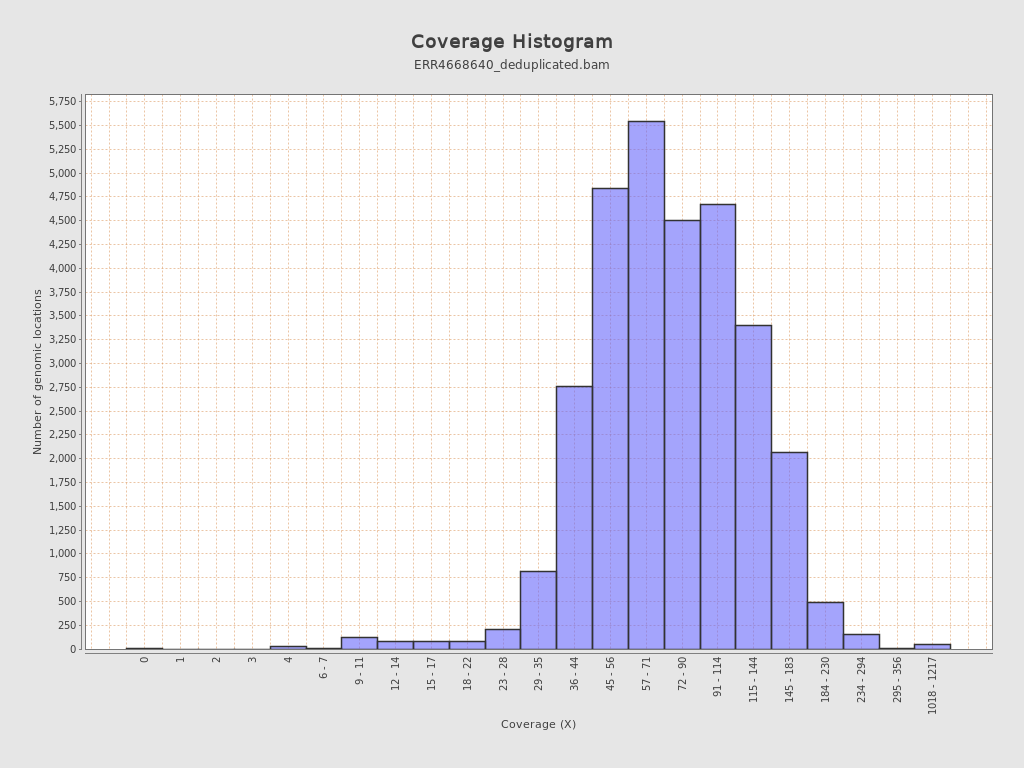 Coverage Histogram
ERR4668640_deduplicated.bam
Number of genomic locations
5,750
5,500
5,250
5,000
4,750
4,500
4,250
4,000
3,750
3,500
3,250
3,000
2,750
2,500
2,250
2,000
1,750
1,500
1,250
1,000
750
500
250
0
0
1
2
3
4
6 - 7
9 - 11
12 - 14
15 - 17
18 - 22
23 - 28
29 - 35
36 - 44
45 - 56
57 - 71
72 - 90
91 - 114
115 - 144
145 - 183
184 - 230
234 - 294
295 - 356
1018 - 1217
Coverage (X)